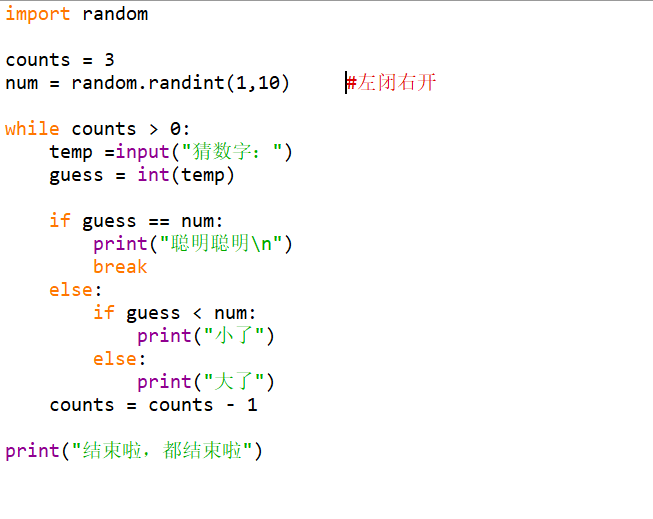 import random
counts = 3
num = random.randint(1,10) #左闭右开
while counts > 0:
temp =input("猜数字：")
guess = int(temp)
if guess == num:
print("聪明聪明\n")
break
else:
if guess < num:
print("小了")
else:
print("大了")
counts = counts - 1
print("结束啦，都结束啦")